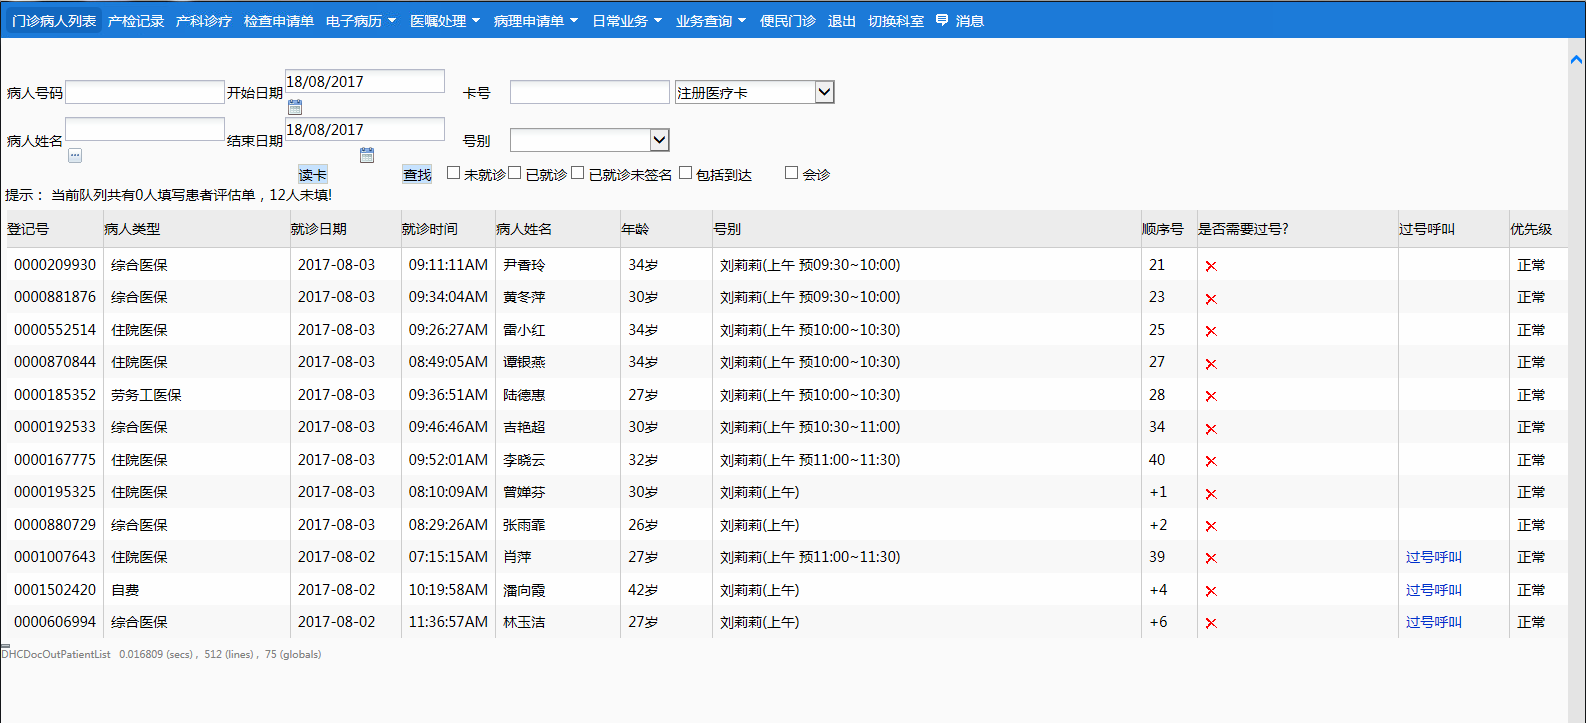 门诊病人列表 产检记录 产科诊疗 检查申请单 电子病历 医嘱处理 病理申请单 日常业务 业务查询 便民门诊 退出 切换科室 消息
病人号码 开始日期 18/08/2017 卡号 注册医疗卡
病人姓名 结束日期 18/08/2017 号别
读卡 查找 未就诊 已就诊 已就诊未签名 包括到达 会诊
提示： 当前队列共有0人填写患者评估单，12人未填!
登记号 病人类型 就诊日期 就诊时间 病人姓名 年龄 号别 顺序号 是否需要过号? 过号呼叫 优先级
0000209930 综合医保 2017-08-03 09:11:11AM 尹香玲 34岁 刘莉莉(上午 预09:30~10:00) 21 正常
0000881876 综合医保 2017-08-03 09:34:04AM 黄冬萍 30岁 刘莉莉(上午 预09:30~10:00) 23 正常
0000552514 住院医保 2017-08-03 09:26:27AM 雷小红 34岁 刘莉莉(上午 预10:00~10:30) 25 正常
0000870844 住院医保 2017-08-03 08:49:05AM 谭银燕 34岁 刘莉莉(上午 预10:00~10:30) 27 正常
0000185352 劳务工医保 2017-08-03 09:36:51AM 陆德惠 27岁 刘莉莉(上午 预10:00~10:30) 28 正常
0000192533 综合医保 2017-08-03 09:46:46AM 吉艳超 30岁 刘莉莉(上午 预10:30~11:00) 34 正常
0000167775 住院医保 2017-08-03 09:52:01AM 李晓云 32岁 刘莉莉(上午 预11:00~11:30) 40 正常
0000195325 住院医保 2017-08-03 08:10:09AM 曾婵芬 30岁 刘莉莉(上午) +1 正常
0000880729 综合医保 2017-08-03 08:29:26AM 张雨霏 26岁 刘莉莉(上午) +2 正常
0001007643 住院医保 2017-08-02 07:15:15AM 肖萍 27岁 刘莉莉(上午 预11:00~11:30) 39 过号呼叫 正常
0001502420 自费 2017-08-02 10:19:58AM 潘向霞 42岁 刘莉莉(上午) +4 过号呼叫 正常
0000606994 综合医保 2017-08-02 11:36:57AM 林玉洁 27岁 刘莉莉(上午) +6 过号呼叫 正常
DHCDocOutPatientList 0.016809 (secs) , 512 (lines) , 75 (globals)